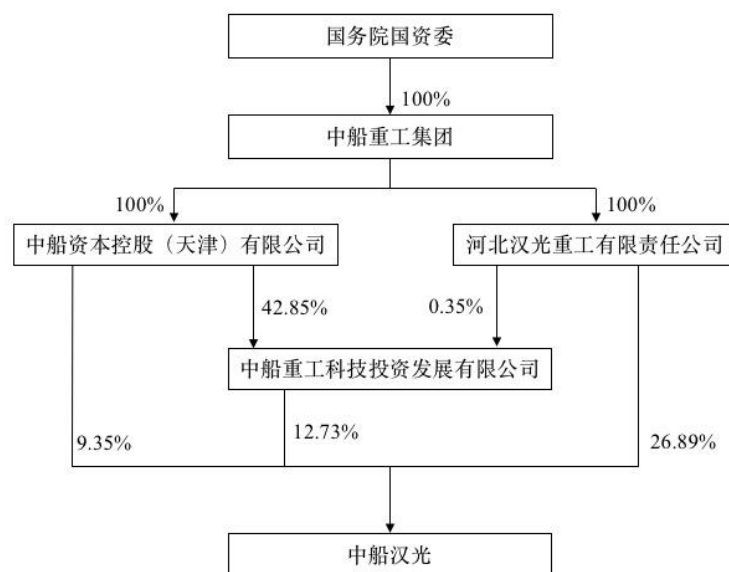 国务院国资委
100%
中船重工集团
100%
100%
中船资本控股（天津）有限公司
河北汉光重工有限责任公司
42.85%
0.35%
中船重工科技投资发展有限公司
9.35%
12.73%
26.89%
中船汉光